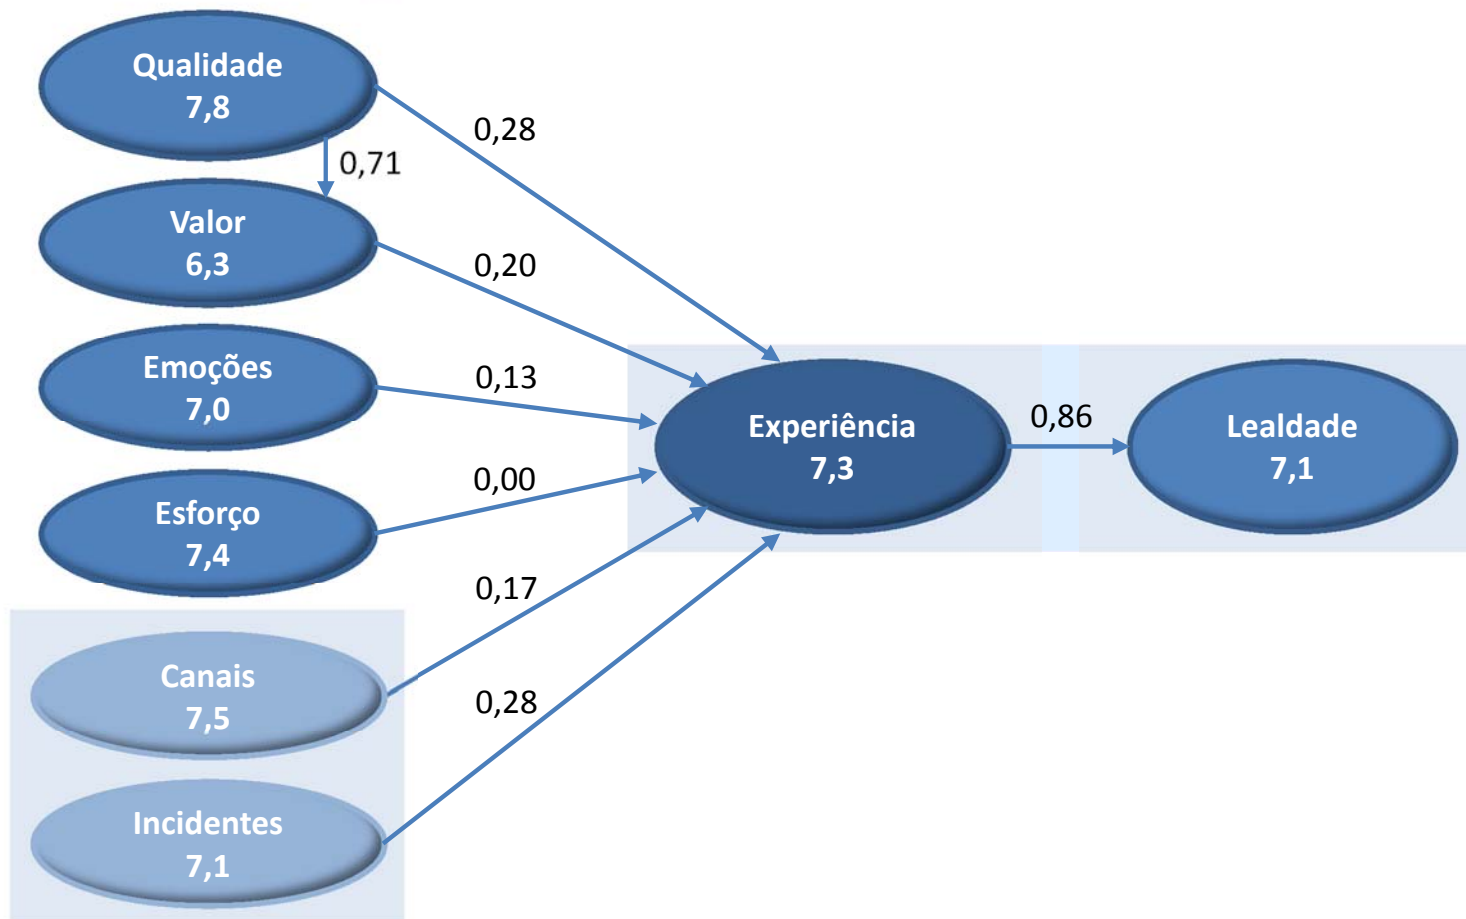 Qualidade
7,8
0,28
0,71
Valor
6,3
0,20
Emoções
7,0
0,13
Experiência
7,3
0,86
Lealdade
7,1
Esforço
7,4
0,00
0,17
Canais
7,5
0,28
Incidentes
7,1